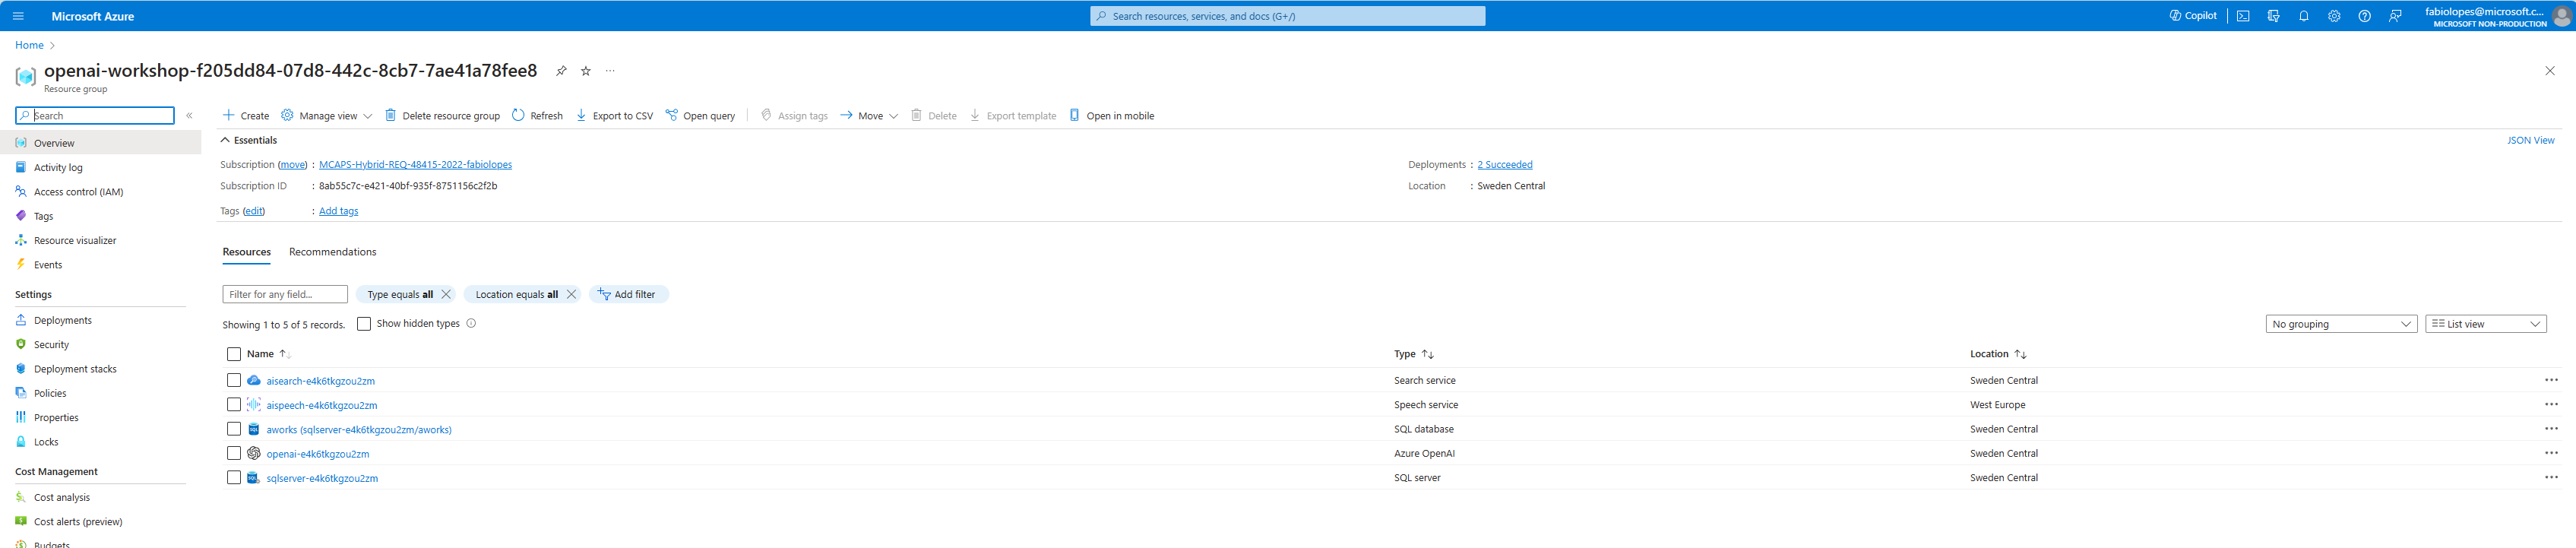 Microsoft Azure
Search resources, services, and docs (G+/)
Copilot
fabiolopes@microsoft.c...
MICROSOFT NON-PRODUCTION
Home
openai-workshop-f205dd84-07d8-442c-8cb7-7ae41a78fee8
Resource group
Search
Create Manage view Delete resource group Refresh Export to CSV Open query Assign tags Move Delete Export template Open in mobile
Overview
Activity log
Access control (IAM)
Tags
Resource visualizer
Events
Settings
Deployments
Security
Deployment stacks
Policies
Properties
Locks
Cost Management
Cost analysis
Cost alerts (preview)
Budgets
Essentials
JSON View
Subscription (move) : MCAPS-Hybrid-REQ-48415-2022-fabiolopes
Deployments : 2 Succeeded
Subscription ID : 8ab55c7c-e421-40bf-935f-8751156c2f2b
Location : Sweden Central
Tags (edit) : Add tags
Resources Recommendations
Filter for any field... Type equals all Location equals all Add filter
Showing 1 to 5 of 5 records. Show hidden types
No grouping List view
Name Type Location
aisearch-e4k6tkgzou2zm Search service Sweden Central
aispeech-e4k6tkgzou2zm Speech service West Europe
aworks (sqlserver-e4k6tkgzou2zm/aworks) SQL database Sweden Central
openai-e4k6tkgzou2zm Azure OpenAI Sweden Central
sqlserver-e4k6tkgzou2zm SQL server Sweden Central